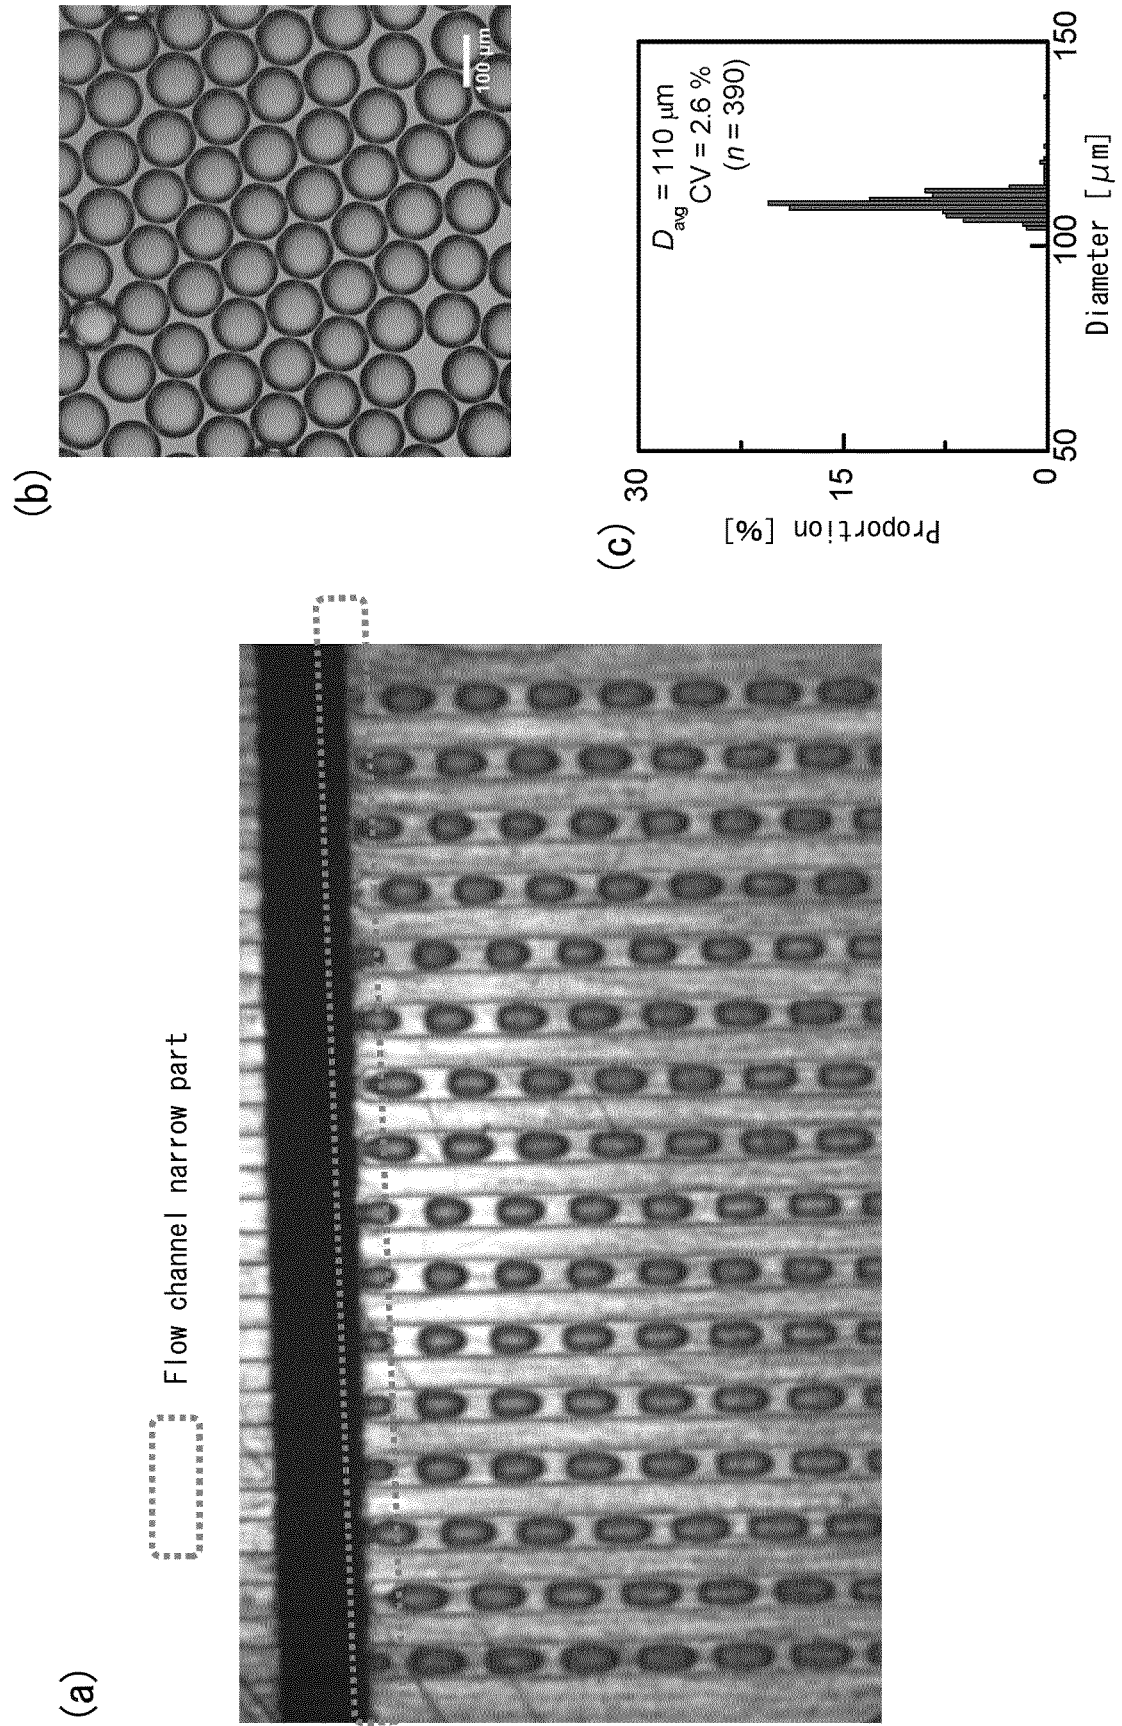 (a)
Flow channel narrow part
(b)
100 μm
(c)
Proportion [%]
30
15
0
D avg = 110 μm
CV = 2.6 %
(n = 390)
50
100
150
Diameter [μm]